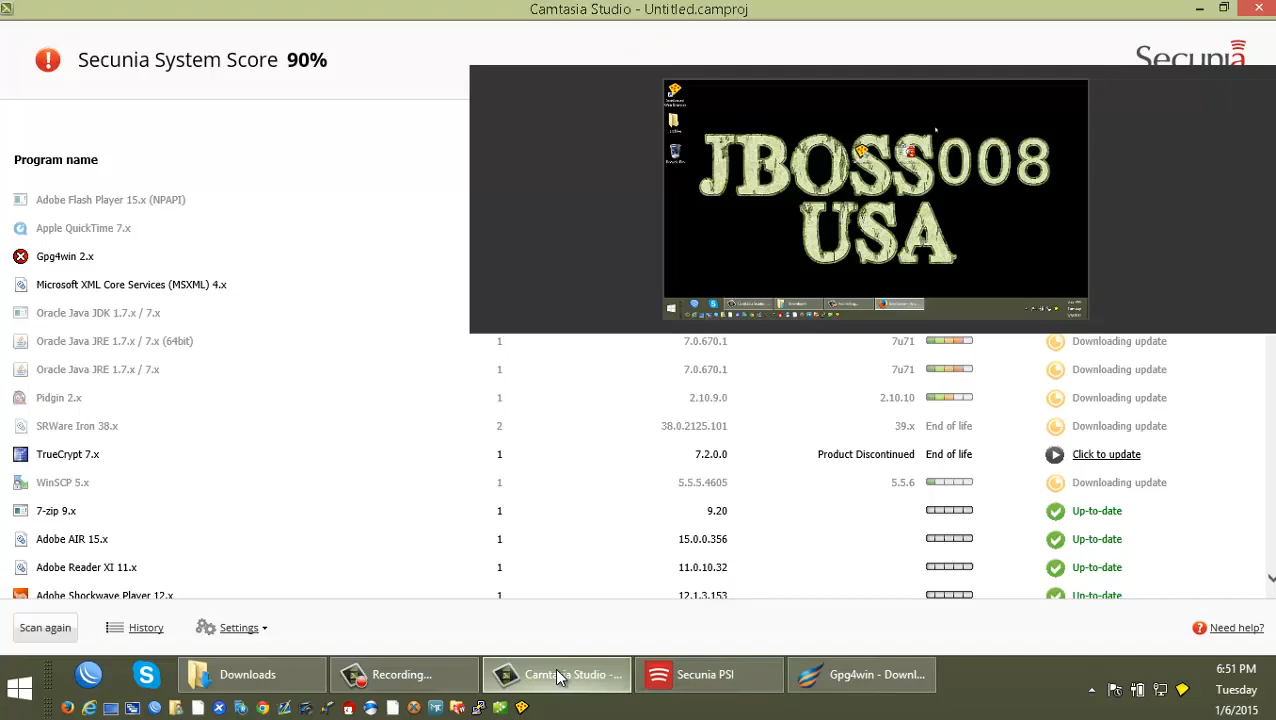 Camtasia Studio - Untitled.camproj
Secunia System Score 90%
Secunia
JBOSS008
USA
Program name
Adobe Flash Player 15.x (NPAPI)
Apple QuickTime 7.x
Gpg4win 2.x
Microsoft XML Core Services (MSXML) 4.x
Oracle Java JDK 1.7.x / 7.x
Oracle Java JRE 1.7.x / 7.x (64bit) 1 7.0.670.1 7u71 Downloading update
Oracle Java JRE 1.7.x / 7.x 1 7.0.670.1 7u71 Downloading update
Pidgin 2.x 1 2.10.9.0 2.10.10 Downloading update
SRWare Iron 38.x 2 38.0.2125.101 39.x End of life Downloading update
TrueCrypt 7.x 1 7.2.0.0 Product Discontinued End of life Click to update
WinSCP 5.x 1 5.5.5.4605 5.5.6 Downloading update
7-zip 9.x 1 9.20 Up-to-date
Adobe AIR 15.x 1 15.0.0.356 Up-to-date
Adobe Reader XI 11.x 1 11.0.10.32 Up-to-date
Adobe Shockwave Player 12.x 1 12.1.3.153 Up-to-date
Scan again History Settings Need help?
Downloads Recording... Camtasia Studio -... Secunia PSI Gpg4win - Downl...
6:51 PM
Tuesday
1/6/2015